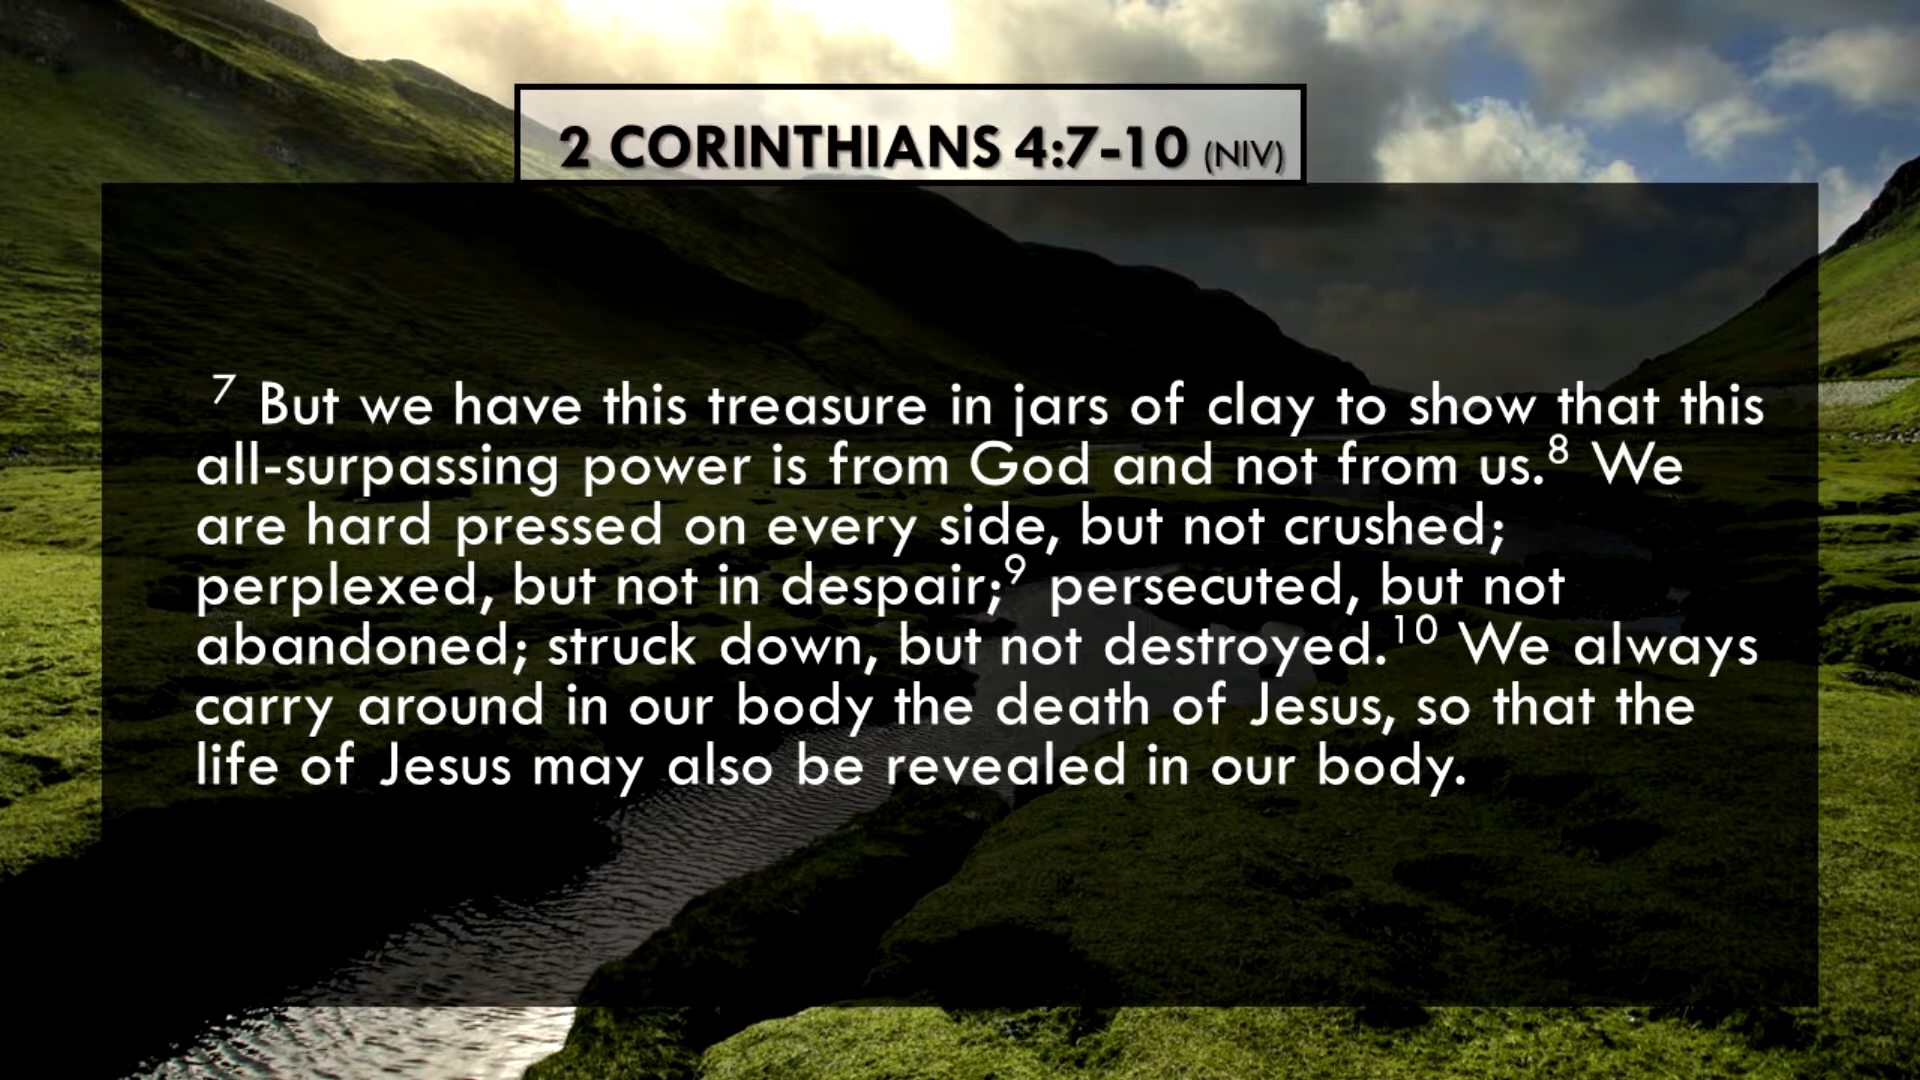 2 CORINTHIANS 4:7-10 (NIV)
7 But we have this treasure in jars of clay to show that this
all-surpassing power is from God and not from us.8 We
are hard pressed on every side, but not crushed;
perplexed, but not in despair;9 persecuted, but not
abandoned; struck down, but not destroyed. 10 We always
carry around in our body the death of Jesus, so that the
life of Jesus may also be revealed in our body.